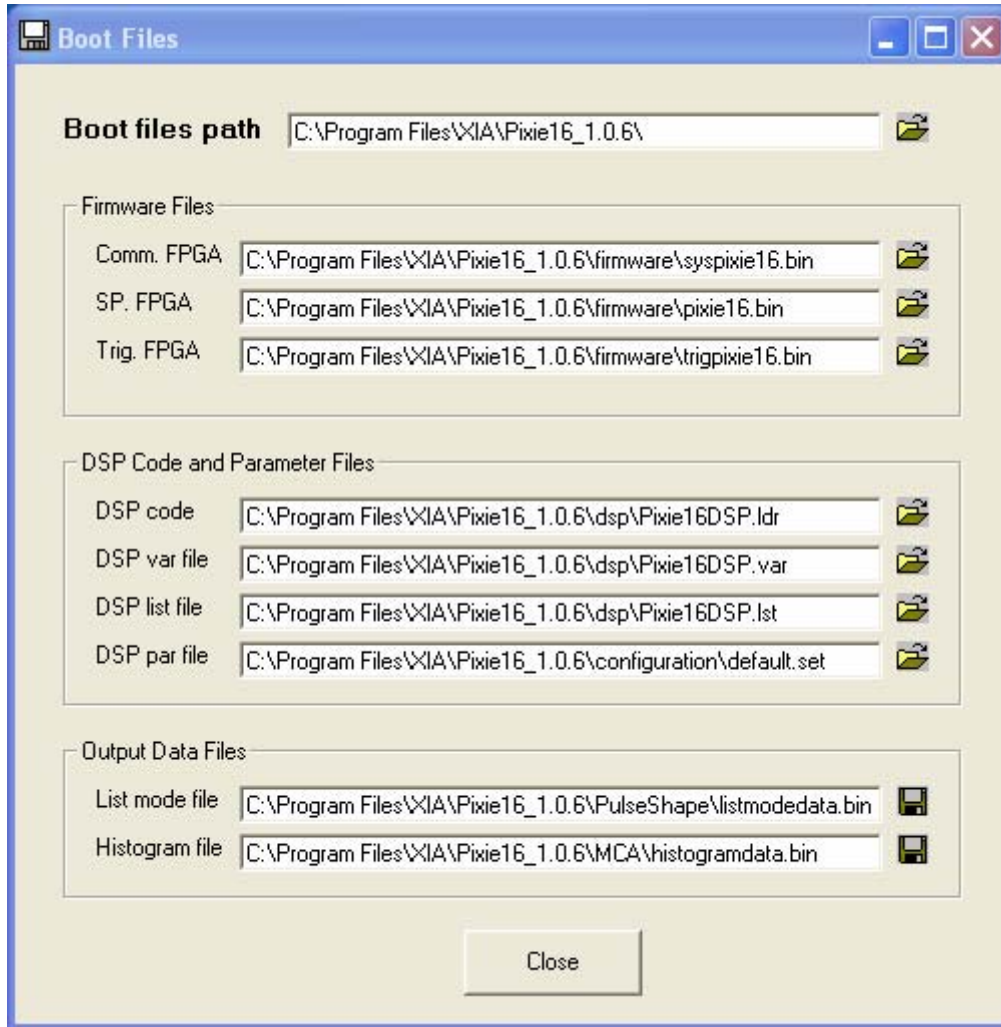 Boot Files
Boot files path C:\Program Files\XIA\Pixie16_1.0.6\
Firmware Files
Comm. FPGA C:\Program Files\XIA\Pixie16_1.0.6\firmware\syspixie16.bin
SP. FPGA C:\Program Files\XIA\Pixie16_1.0.6\firmware\pixie16.bin
Trig. FPGA C:\Program Files\XIA\Pixie16_1.0.6\firmware\trigpixie16.bin
DSP Code and Parameter Files
DSP code C:\Program Files\XIA\Pixie16_1.0.6\dsp\Pixie16DSP.ldr
DSP var file C:\Program Files\XIA\Pixie16_1.0.6\dsp\Pixie16DSP.var
DSP list file C:\Program Files\XIA\Pixie16_1.0.6\dsp\Pixie16DSP.lst
DSP par file C:\Program Files\XIA\Pixie16_1.0.6\configuration\default.set
Output Data Files
List mode file C:\Program Files\XIA\Pixie16_1.0.6\PulseShape\listmodedata.bin
Histogram file C:\Program Files\XIA\Pixie16_1.0.6\MCA\histogramdata.bin
Close